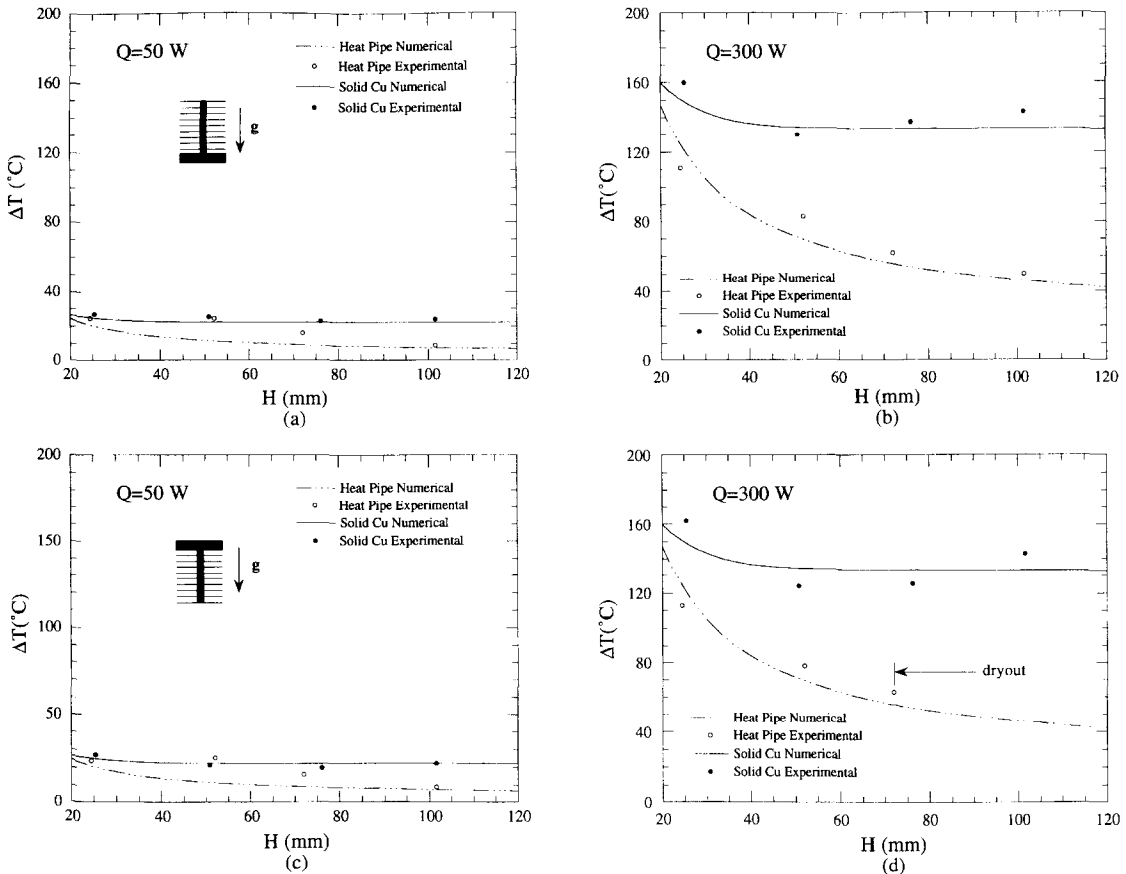 Q=50 W
Heat Pipe Numerical
Heat Pipe Experimental
Solid Cu Numerical
Solid Cu Experimental
g
200
150
120
100
50
0
ΔT (°C)
20 40 60 80 100 120
H (mm)
(a)
Q=300 W
200
160
120
80
40
0
ΔT(°C)
Heat Pipe Numerical
Heat Pipe Experimental
Solid Cu Numerical
Solid Cu Experimental
20 40 60 80 100 120
H (mm)
(b)
Q=50 W
Heat Pipe Numerical
Heat Pipe Experimental
Solid Cu Numerical
Solid Cu Experimental
g
200
150
100
50
0
ΔT(°C)
20 40 60 80 100 120
H (mm)
(c)
Q=300 W
200
160
120
80
40
0
ΔT(°C)
dryout
Heat Pipe Numerical
Heat Pipe Experimental
Solid Cu Numerical
Solid Cu Experimental
20 40 60 80 100 120
H (mm)
(d)